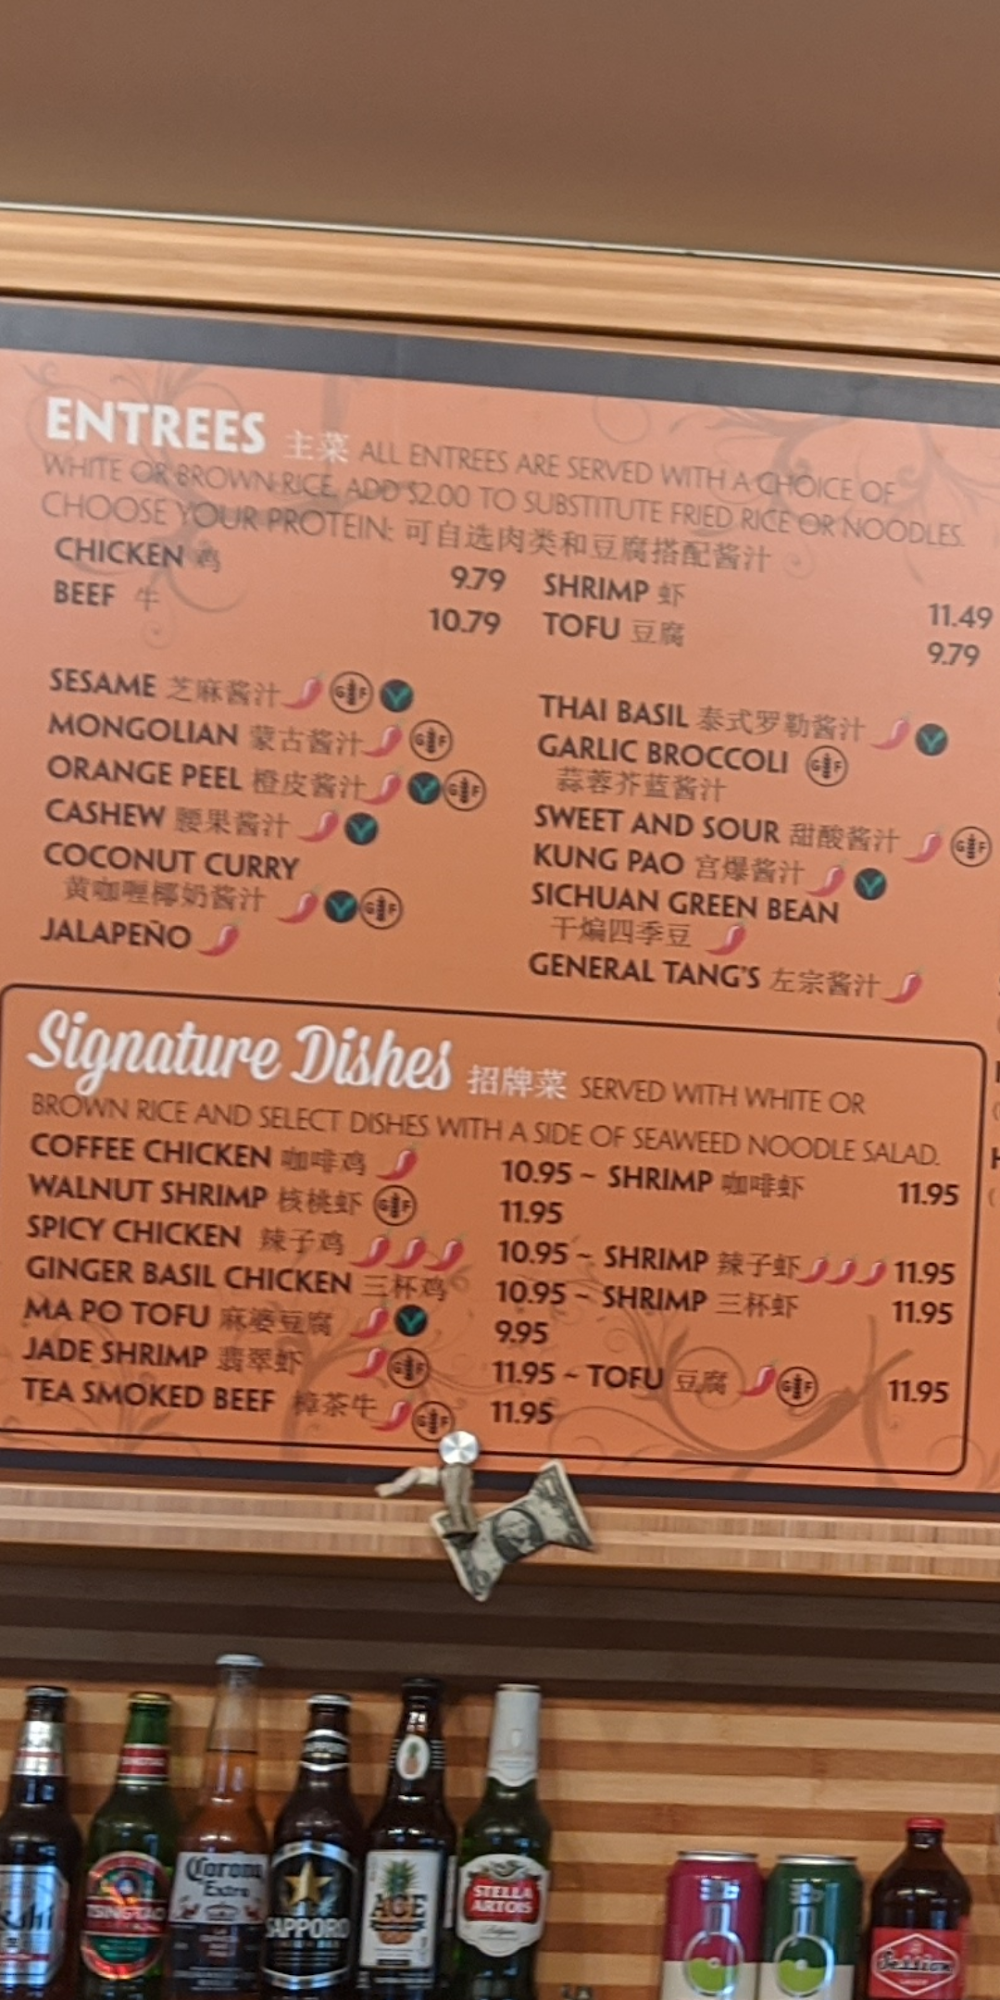 ENTREES 主菜 ALL ENTREES ARE SERVED WITH A CHOICE OF
WHITE OR BROWN RICE, ADD $2.00 TO SUBSTITUTE FRIED RICE OR NOODLES.
CHOOSE YOUR PROTEIN: 可自选肉类和豆腐搭配酱汁
CHICKEN 鸡 9.79
BEEF 牛 10.79
SHRIMP 虾 11.49
TOFU 豆腐 9.79
SESAME 芝麻酱汁 GF V
MONGOLIAN 蒙古酱汁 GF
ORANGE PEEL 橙皮酱汁 V GF
CASHEW 腰果酱汁 V
COCONUT CURRY
黄咖喱椰奶酱汁 V GF
JALAPEÑO
THAI BASIL 泰式罗勒酱汁 V
GARLIC BROCCOLI GF
蒜蓉芥蓝酱汁
SWEET AND SOUR 甜酸酱汁 GF
KUNG PAO 宫爆酱汁 V
SICHUAN GREEN BEAN
干煸四季豆
GENERAL TANG'S 左宗酱汁
Signature Dishes 招牌菜 SERVED WITH WHITE OR
BROWN RICE AND SELECT DISHES WITH A SIDE OF SEAWEED NOODLE SALAD.
COFFEE CHICKEN 咖啡鸡 10.95 ~ SHRIMP 咖啡虾 11.95
WALNUT SHRIMP 核桃虾 GF 11.95
SPICY CHICKEN 辣子鸡 10.95 ~ SHRIMP 辣子虾 11.95
GINGER BASIL CHICKEN 三杯鸡 10.95 ~ SHRIMP 三杯虾 11.95
MA PO TOFU 麻婆豆腐 V 9.95
JADE SHRIMP 翡翠虾 GF 11.95 ~ TOFU 豆腐 GF 11.95
TEA SMOKED BEEF 樟茶牛 GF 11.95
TSINGTAO
Corona
Extra
SAPPORO
ACE
STELLA
ARTOIS
Session